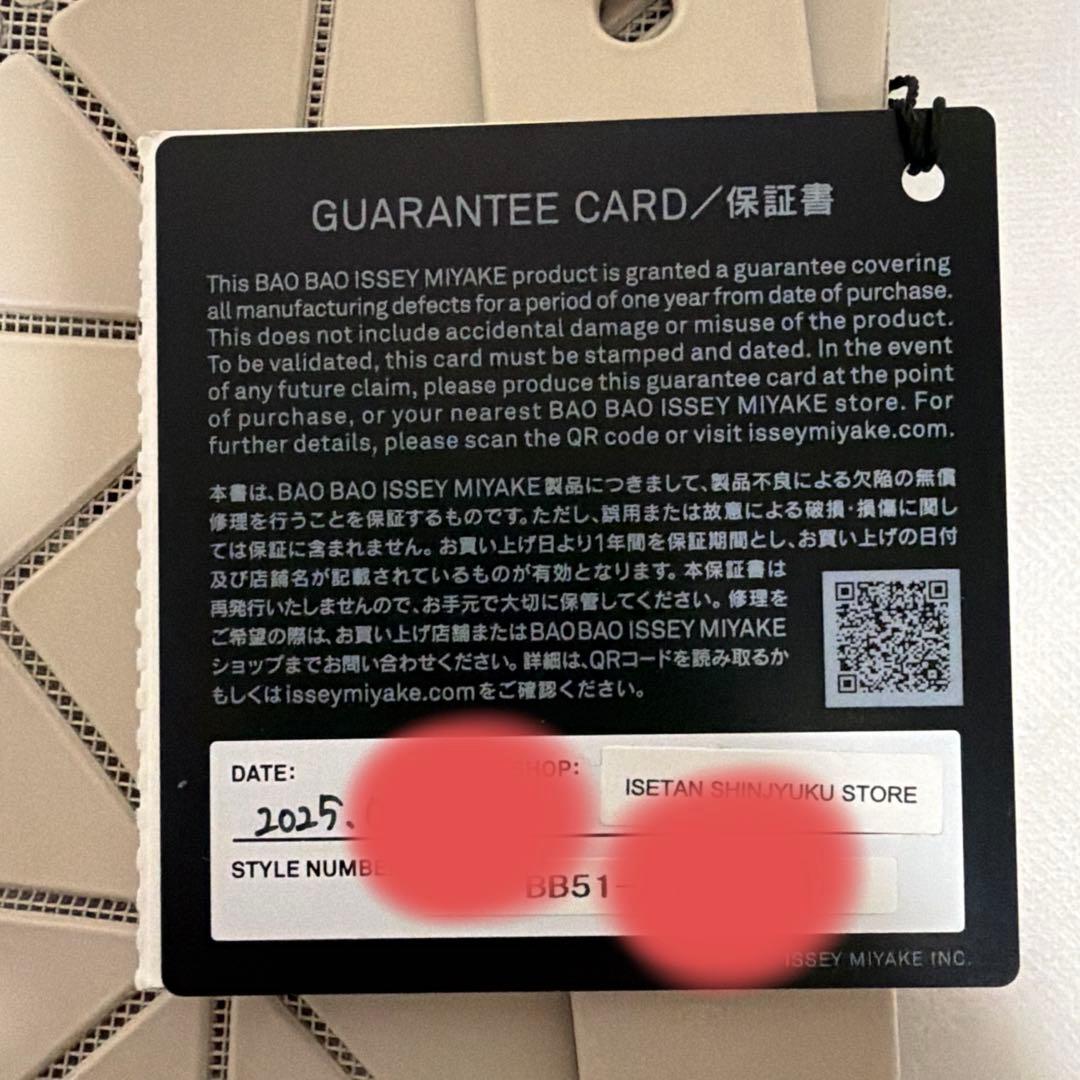 GUARANTEE CARD/保証書
This BAO BAO ISSEY MIYAKE product is granted a guarantee covering
all manufacturing defects for a period of one year from date of purchase.
This does not include accidental damage or misuse of the product.
To be validated, this card must be stamped and dated. In the event
of any future claim, please produce this guarantee card at the point
of purchase, or your nearest BAO BAO ISSEY MIYAKE store. For
further details, please scan the QR code or visit isseymiyake.com.
本書は、BAO BAO ISSEY MIYAKE製品につきまして、製品不良による欠陥の無償
修理を行うことを保証するものです。ただし、誤用または故意による破損・損傷に関し
ては保証に含まれません。お買い上げ日より1年間を保証期間とし、お買い上げの日付
及び店舗名が記載されているものが有効となります。本保証書は
再発行いたしませんので、お手元で大切に保管してください。修理を
ご希望の際は、お買い上げ店舗またはBAO BAO ISSEY MIYAKE
ショップまでお問い合わせください。詳細は、QRコードを読み取るか
もしくはisseymiyake.comをご確認ください。
DATE: SHOP:
2025. ISETAN SHINJYUKU STORE
STYLE NUMBE
BB51-
ISSEY MIYAKE INC.